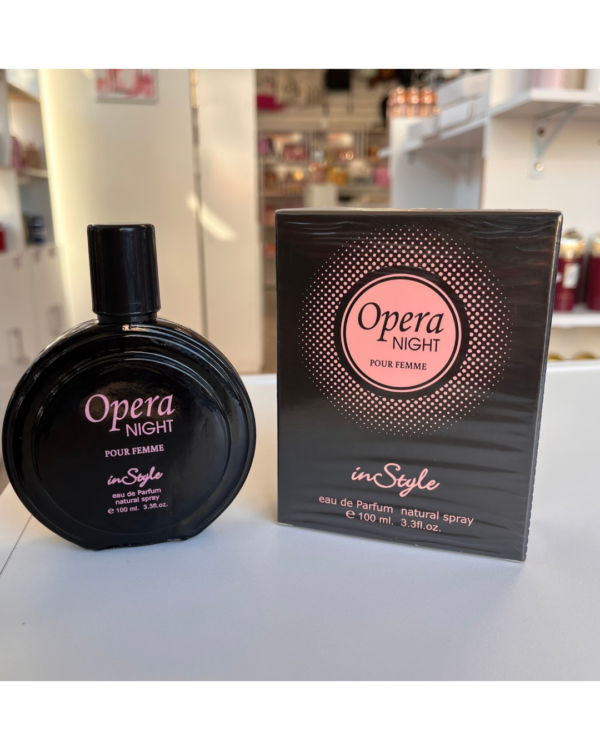 Opera
NIGHT
POUR FEMME
inStyle
eau de Parfum
natural spray
℮ 100 ml. 3.3fl.oz.
Opera
NIGHT
POUR FEMME
inStyle
eau de Parfum natural spray
℮ 100 ml. 3.3fl.oz.